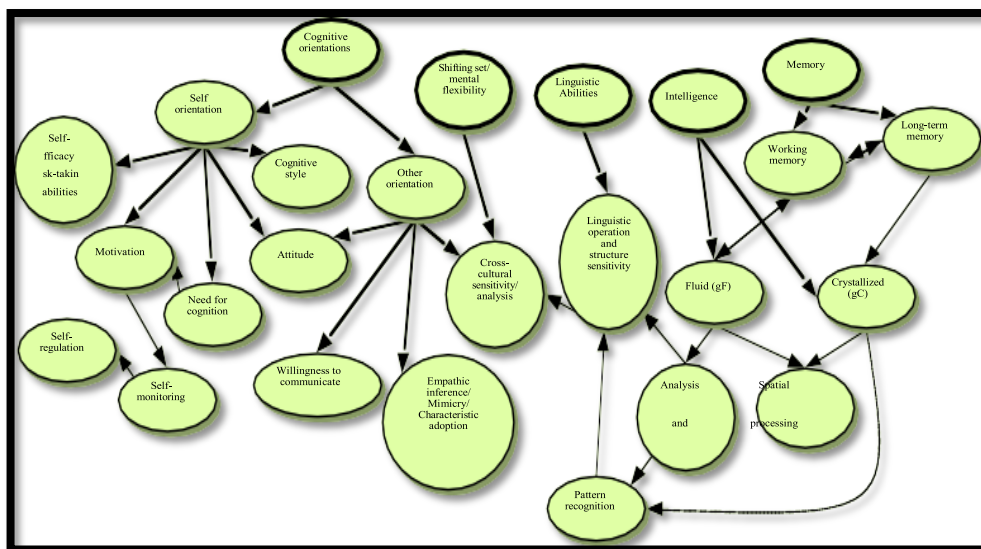 Cognitive
orientations
Shifting set/
mental
flexibility
Linguistic
Abilities
Intelligence
Memory
Self
orientation
Self-
fficacy
sk-takin
abilities
Cognitive
style
Other
orientation
Working
memory
Long-term
memory
Motivation
Attitude
Need for
cognition
Cross-
cultural
sensitivity/
analysis
Linguistic
operation
and
structure
sensitivity
Fluid (gF)
Crystallized
(gC)
Self-
regulation
Self-
monitoring
Willingness to
communicate
Empathic
inference/
Mimicry/
Characteristic
adoption
Analysis
and
Spatial
processing
Pattern
recognition